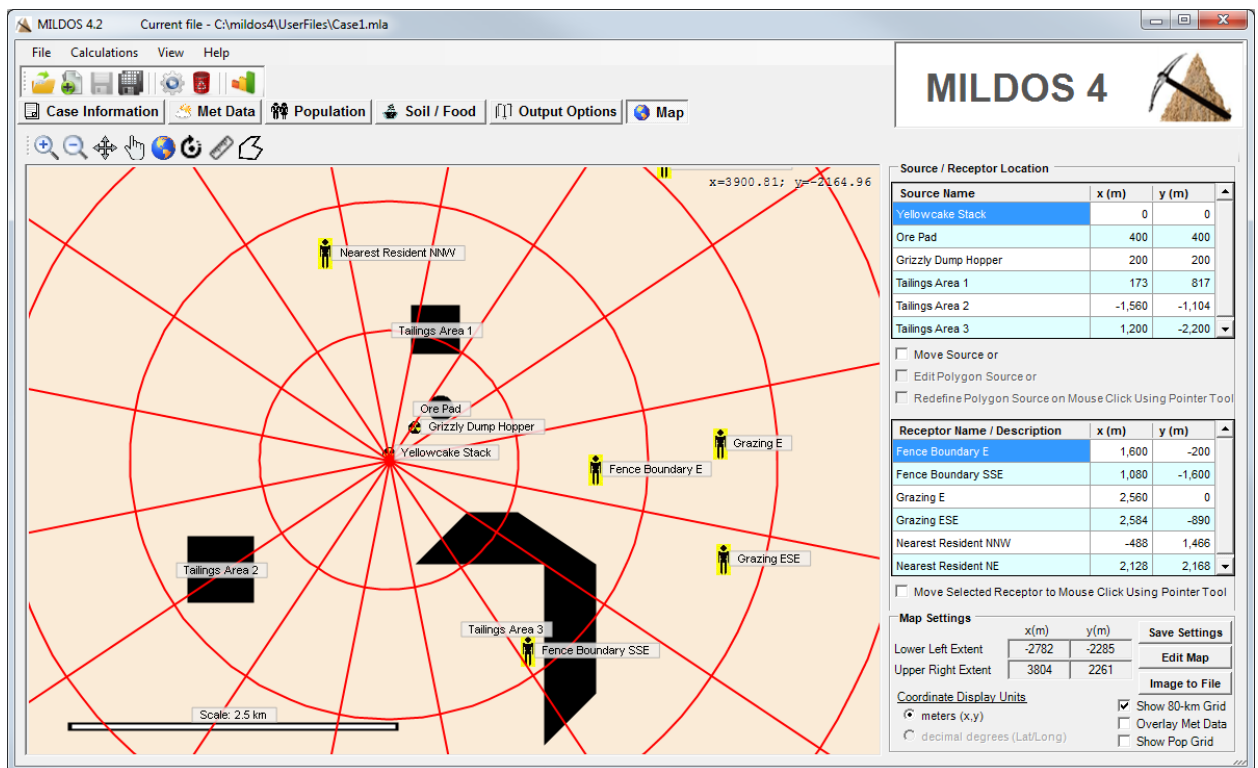 MILDOS 4.2 Current file - C:\mildos4\UserFiles\Case1.mla
File Calculations View Help
MILDOS 4
Case Information Met Data Population Soil / Food Output Options Map
x=3900.81; y=-2164.96
Nearest Resident NNW
Tailings Area 1
Ore Pad
Grizzly Dump Hopper
Yellowcake Stack
Grazing E
Fence Boundary E
Grazing ESE
Tailings Area 2
Tailings Area 3
Fence Boundary SSE
Scale: 2.5 km
Source / Receptor Location
Source Name x (m) y (m)
Yellowcake Stack 0 0
Ore Pad 400 400
Grizzly Dump Hopper 200 200
Tailings Area 1 173 817
Tailings Area 2 -1,560 -1,104
Tailings Area 3 1,200 -2,200
Move Source or
Edit Polygon Source or
Redefine Polygon Source on Mouse Click Using Pointer Tool
Receptor Name / Description x (m) y (m)
Fence Boundary E 1,600 -200
Fence Boundary SSE 1,080 -1,600
Grazing E 2,560 0
Grazing ESE 2,584 -890
Nearest Resident NNW -488 1,466
Nearest Resident NE 2,128 2,168
Move Selected Receptor to Mouse Click Using Pointer Tool
Map Settings
x(m) y(m)
Lower Left Extent -2782 -2285
Upper Right Extent 3804 2261
Save Settings
Edit Map
Image to File
Coordinate Display Units
meters (x,y)
decimal degrees (Lat/Long)
Show 80-km Grid
Overlay Met Data
Show Pop Grid